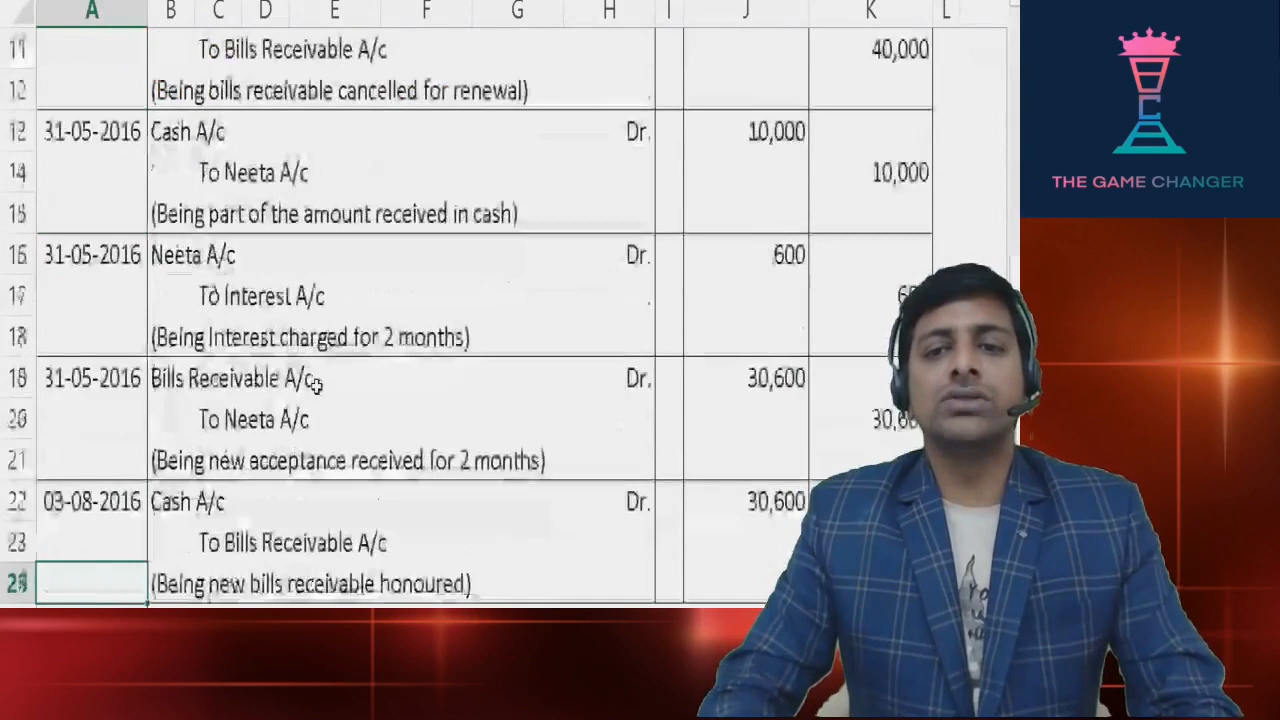 A B C D E F G H I J K L
11 To Bills Receivable A/c 40,000
12 (Being bills receivable cancelled for renewal)
31-05-2016 Cash A/c Dr. 10,000
14 To Neeta A/c 10,000
15 (Being part of the amount received in cash)
16 31-05-2016 Neeta A/c Dr. 600
17 To Interest A/c
18 (Being Interest charged for 2 months)
31-05-2016 Bills Receivable A/c Dr. 30,600
20 To Neeta A/c
21 (Being new acceptance received for 2 months)
22 03-08-2016 Cash A/c Dr. 30,600
23 To Bills Receivable A/c
(Being new bills receivable honoured)
THE GAME CHANGER